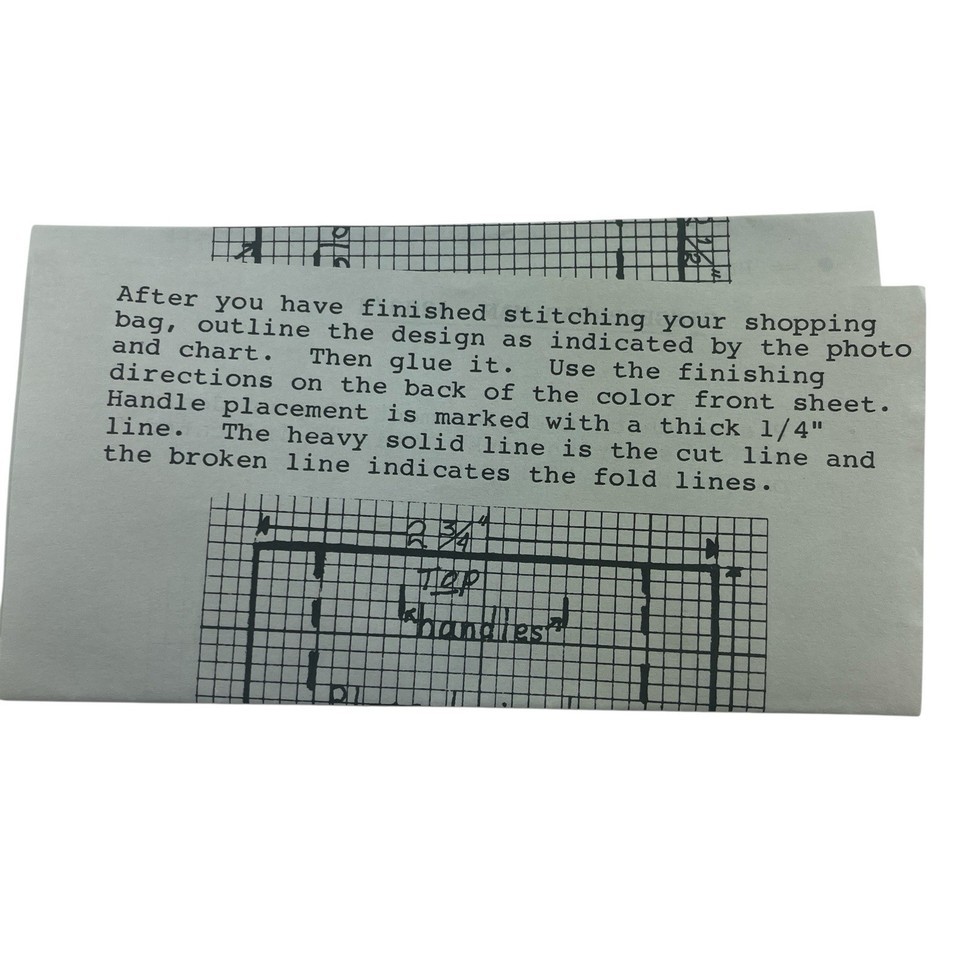 1/2"
After you have finished stitching your shopping
bag, outline the design as indicated by the photo
and chart. Then glue it. Use the finishing
directions on the back of the color front sheet.
Handle placement is marked with a thick 1/4"
line. The heavy solid line is the cut line and
the broken line indicates the fold lines.
2 3/4"
TOP
handles